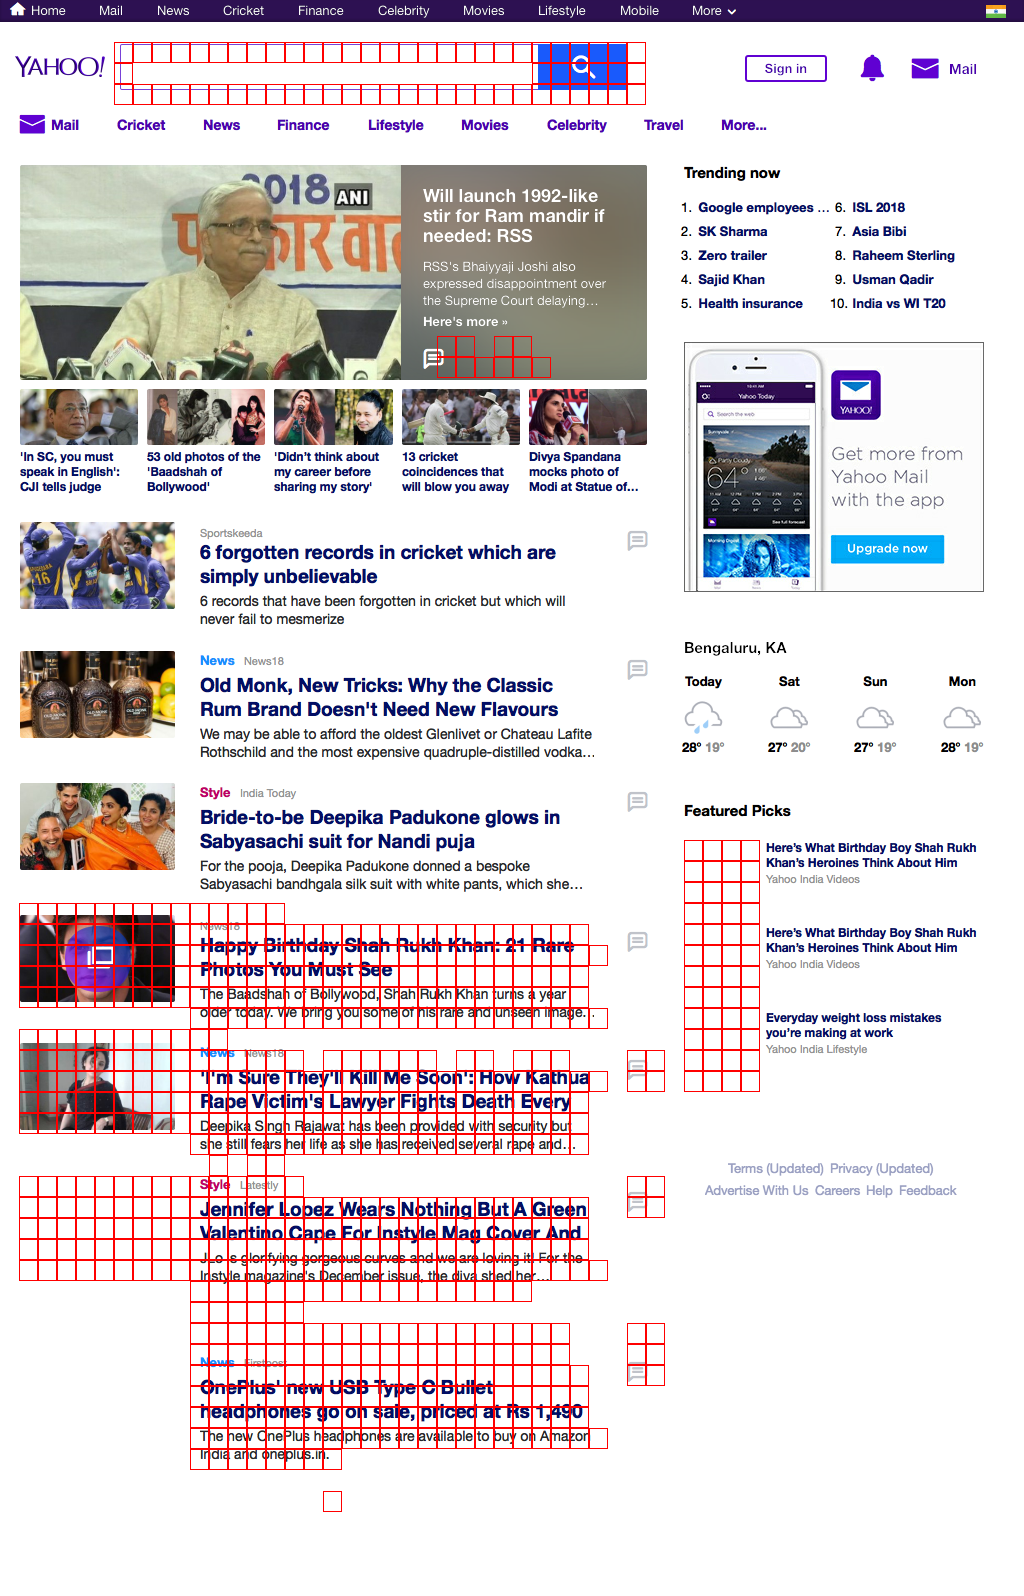 Home Mail News Cricket Finance Celebrity Movies Lifestyle Mobile More
YAHOO!
Sign in
Mail
Mail Cricket News Finance Lifestyle Movies Celebrity Travel More...
2018 ANI
Will launch 1992-like
stir for Ram mandir if
needed: RSS
RSS's Bhaiyyaji Joshi also
expressed disappointment over
the Supreme Court delaying…
Here's more »
'In SC, you must
speak in English':
CJI tells judge
53 old photos of the
'Baadshah of
Bollywood'
'Didn't think about
my career before
sharing my story'
13 cricket
coincidences that
will blow you away
Divya Spandana
mocks photo of
Modi at Statue of…
Sportskeeda
6 forgotten records in cricket which are
simply unbelievable
6 records that have been forgotten in cricket but which will
never fail to mesmerize
News News18
Old Monk, New Tricks: Why the Classic
Rum Brand Doesn't Need New Flavours
We may be able to afford the oldest Glenlivet or Chateau Lafite
Rothschild and the most expensive quadruple-distilled vodka…
Style India Today
Bride-to-be Deepika Padukone glows in
Sabyasachi suit for Nandi puja
For the pooja, Deepika Padukone donned a bespoke
Sabyasachi bandhgala silk suit with white pants, which she…
News18
Happy Birthday Shah Rukh Khan: 21 Rare
Photos You Must See
The Baadshah of Bollywood, Shah Rukh Khan turns a year
older today. We bring you some of his rare and unseen image…
News News18
'I'm Sure They'll Kill Me Soon': How Kathua
Rape Victim's Lawyer Fights Death Every
Deepika Singh Rajawat has been provided with security but
she still fears her life as she has received several rape and…
Style Latestly
Jennifer Lopez Wears Nothing But A Green
Valentino Cape For Instyle Mag Cover And
JLo is glorifying gorgeous curves and we are loving it! For the
Instyle magazine's December issue, the diva shed her…
News Firstpost
OnePlus' new USB Type C Bullet
headphones go on sale, priced at Rs 1,490
The new OnePlus headphones are available to buy on Amazon
India and oneplus.in.
Trending now
1. Google employees ...
2. SK Sharma
3. Zero trailer
4. Sajid Khan
5. Health insurance
6. ISL 2018
7. Asia Bibi
8. Raheem Sterling
9. Usman Qadir
10. India vs WI T20
Yahoo Today
Search the web
Sunnyvale
Partly Cloudy
64°
See full forecast
Morning Digest
YAHOO!
Get more from
Yahoo Mail
with the app
Upgrade now
Bengaluru, KA
Today Sat Sun Mon
28° 19° 27° 20° 27° 19° 28° 19°
Featured Picks
Here's What Birthday Boy Shah Rukh
Khan's Heroines Think About Him
Yahoo India Videos
Here's What Birthday Boy Shah Rukh
Khan's Heroines Think About Him
Yahoo India Videos
Everyday weight loss mistakes
you're making at work
Yahoo India Lifestyle
Terms (Updated) Privacy (Updated)
Advertise With Us Careers Help Feedback